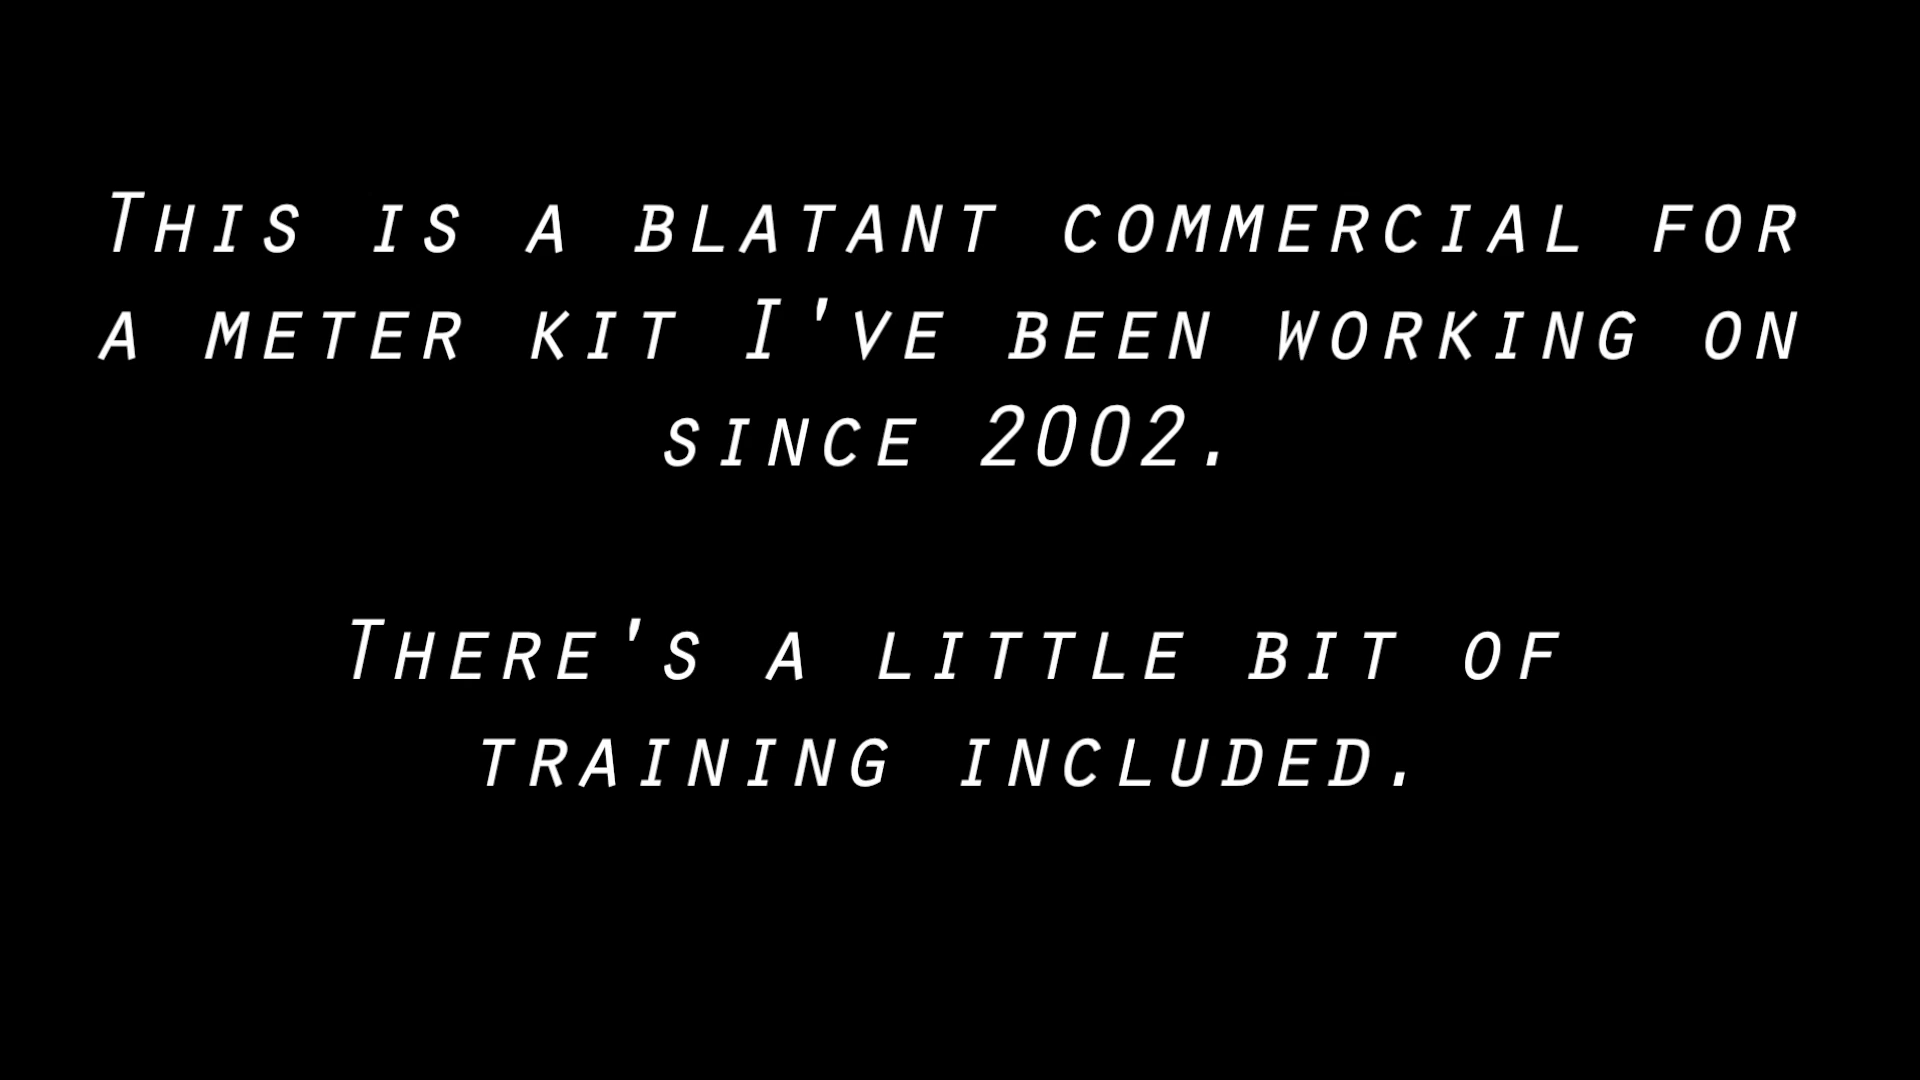 This is a blatant commercial for
a meter kit I've been working on
since 2002.
There's a little bit of
training included.